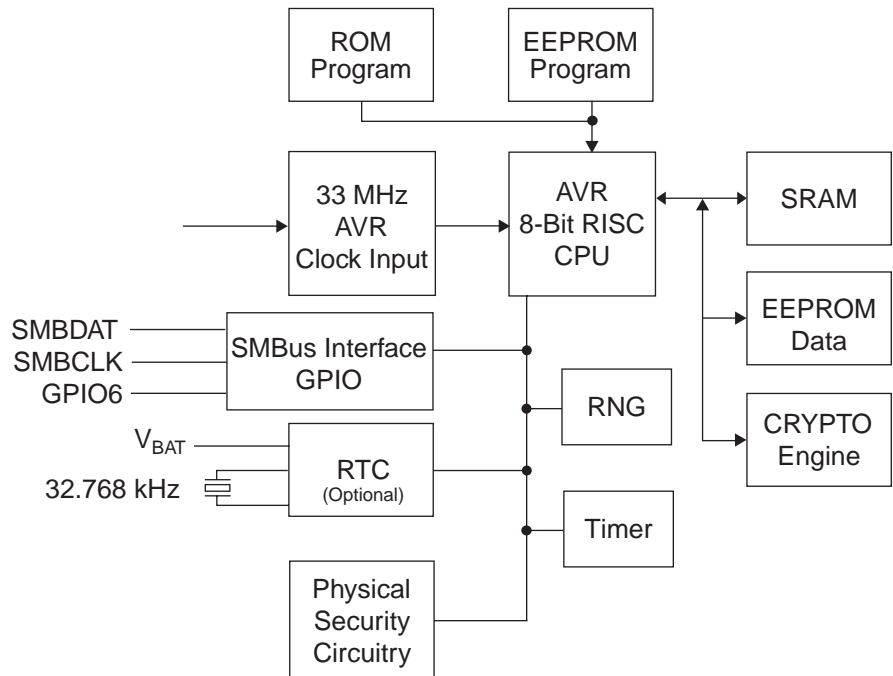 ROM
Program
EEPROM
Program
33 MHz
AVR
Clock Input
AVR
8-Bit RISC
CPU
SRAM
SMBDAT
SMBCLK
GPIO6
SMBus Interface
GPIO
EEPROM
Data
RNG
CRYPTO
Engine
VBAT
32.768 kHz
RTC
(Optional)
Timer
Physical
Security
Circuitry